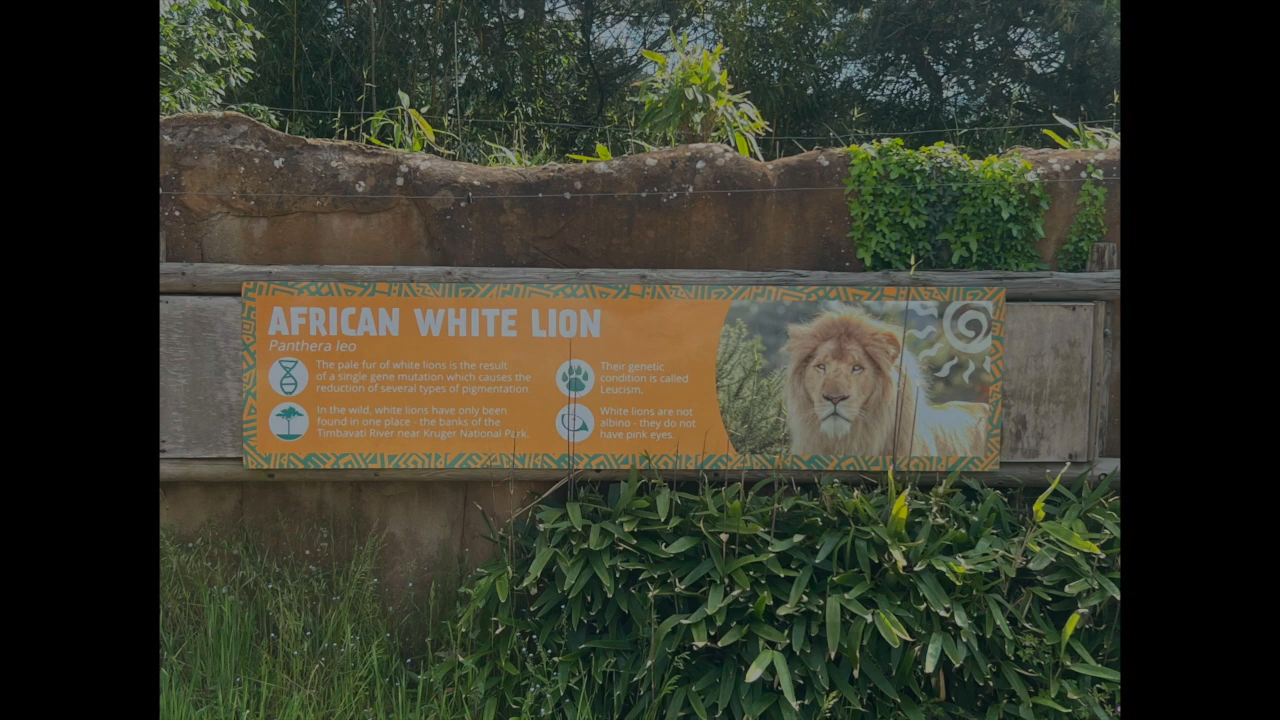 AFRICAN WHITE LION
Panthera leo
The pale fur of white lions is the result
of a single gene mutation which causes the
reduction of several types of pigmentation.
In the wild, white lions have only been
found in one place - the banks of the
Timbavati River near Kruger National Park.
Their genetic
condition is called
Leucism.
White lions are not
albino - they do not
have pink eyes.